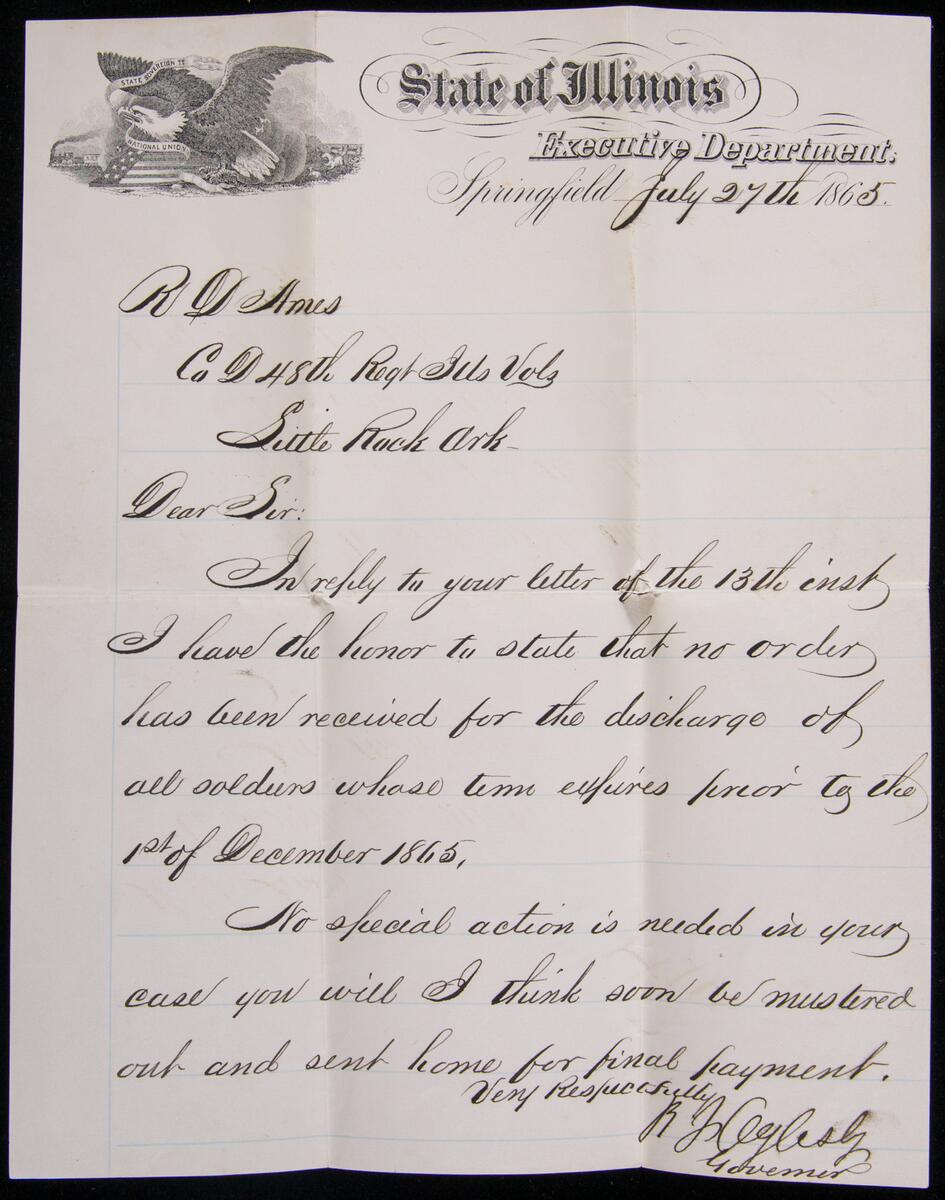 STATE SOVEREIGNTY
NATIONAL UNION
State of Illinois
Executive Department.
Springfield July 27th 1865.
R D Ames
Co D 48th Regt Ills Vols
Little Rock Ark-
Dear Sir:
In reply to your letter of the 13th inst
I have the honor to state that no order
has been received for the discharge of
all soldiers whose term expires prior to the
1st of December 1865,
No special action is needed in your
case you will I think soon be mustered
out and sent home for final payment.
Very Respectfully
R J Oglesby
Governor